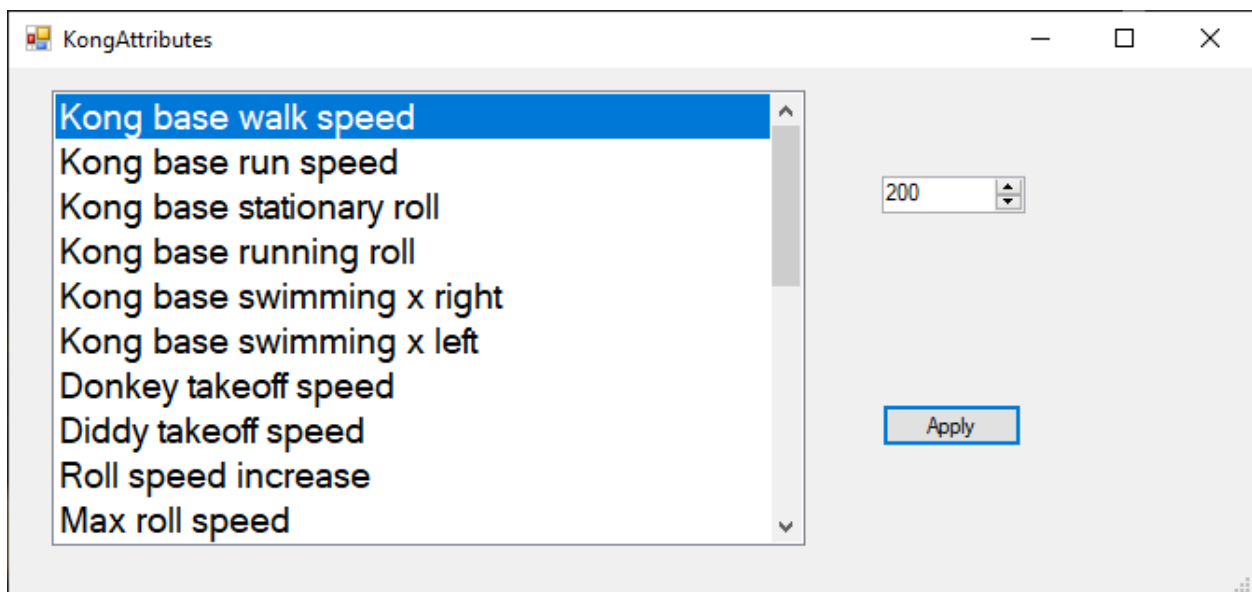 KongAttributes
Kong base walk speed
Kong base run speed
Kong base stationary roll
Kong base running roll
Kong base swimming x right
Kong base swimming x left
Donkey takeoff speed
Diddy takeoff speed
Roll speed increase
Max roll speed
200
Apply